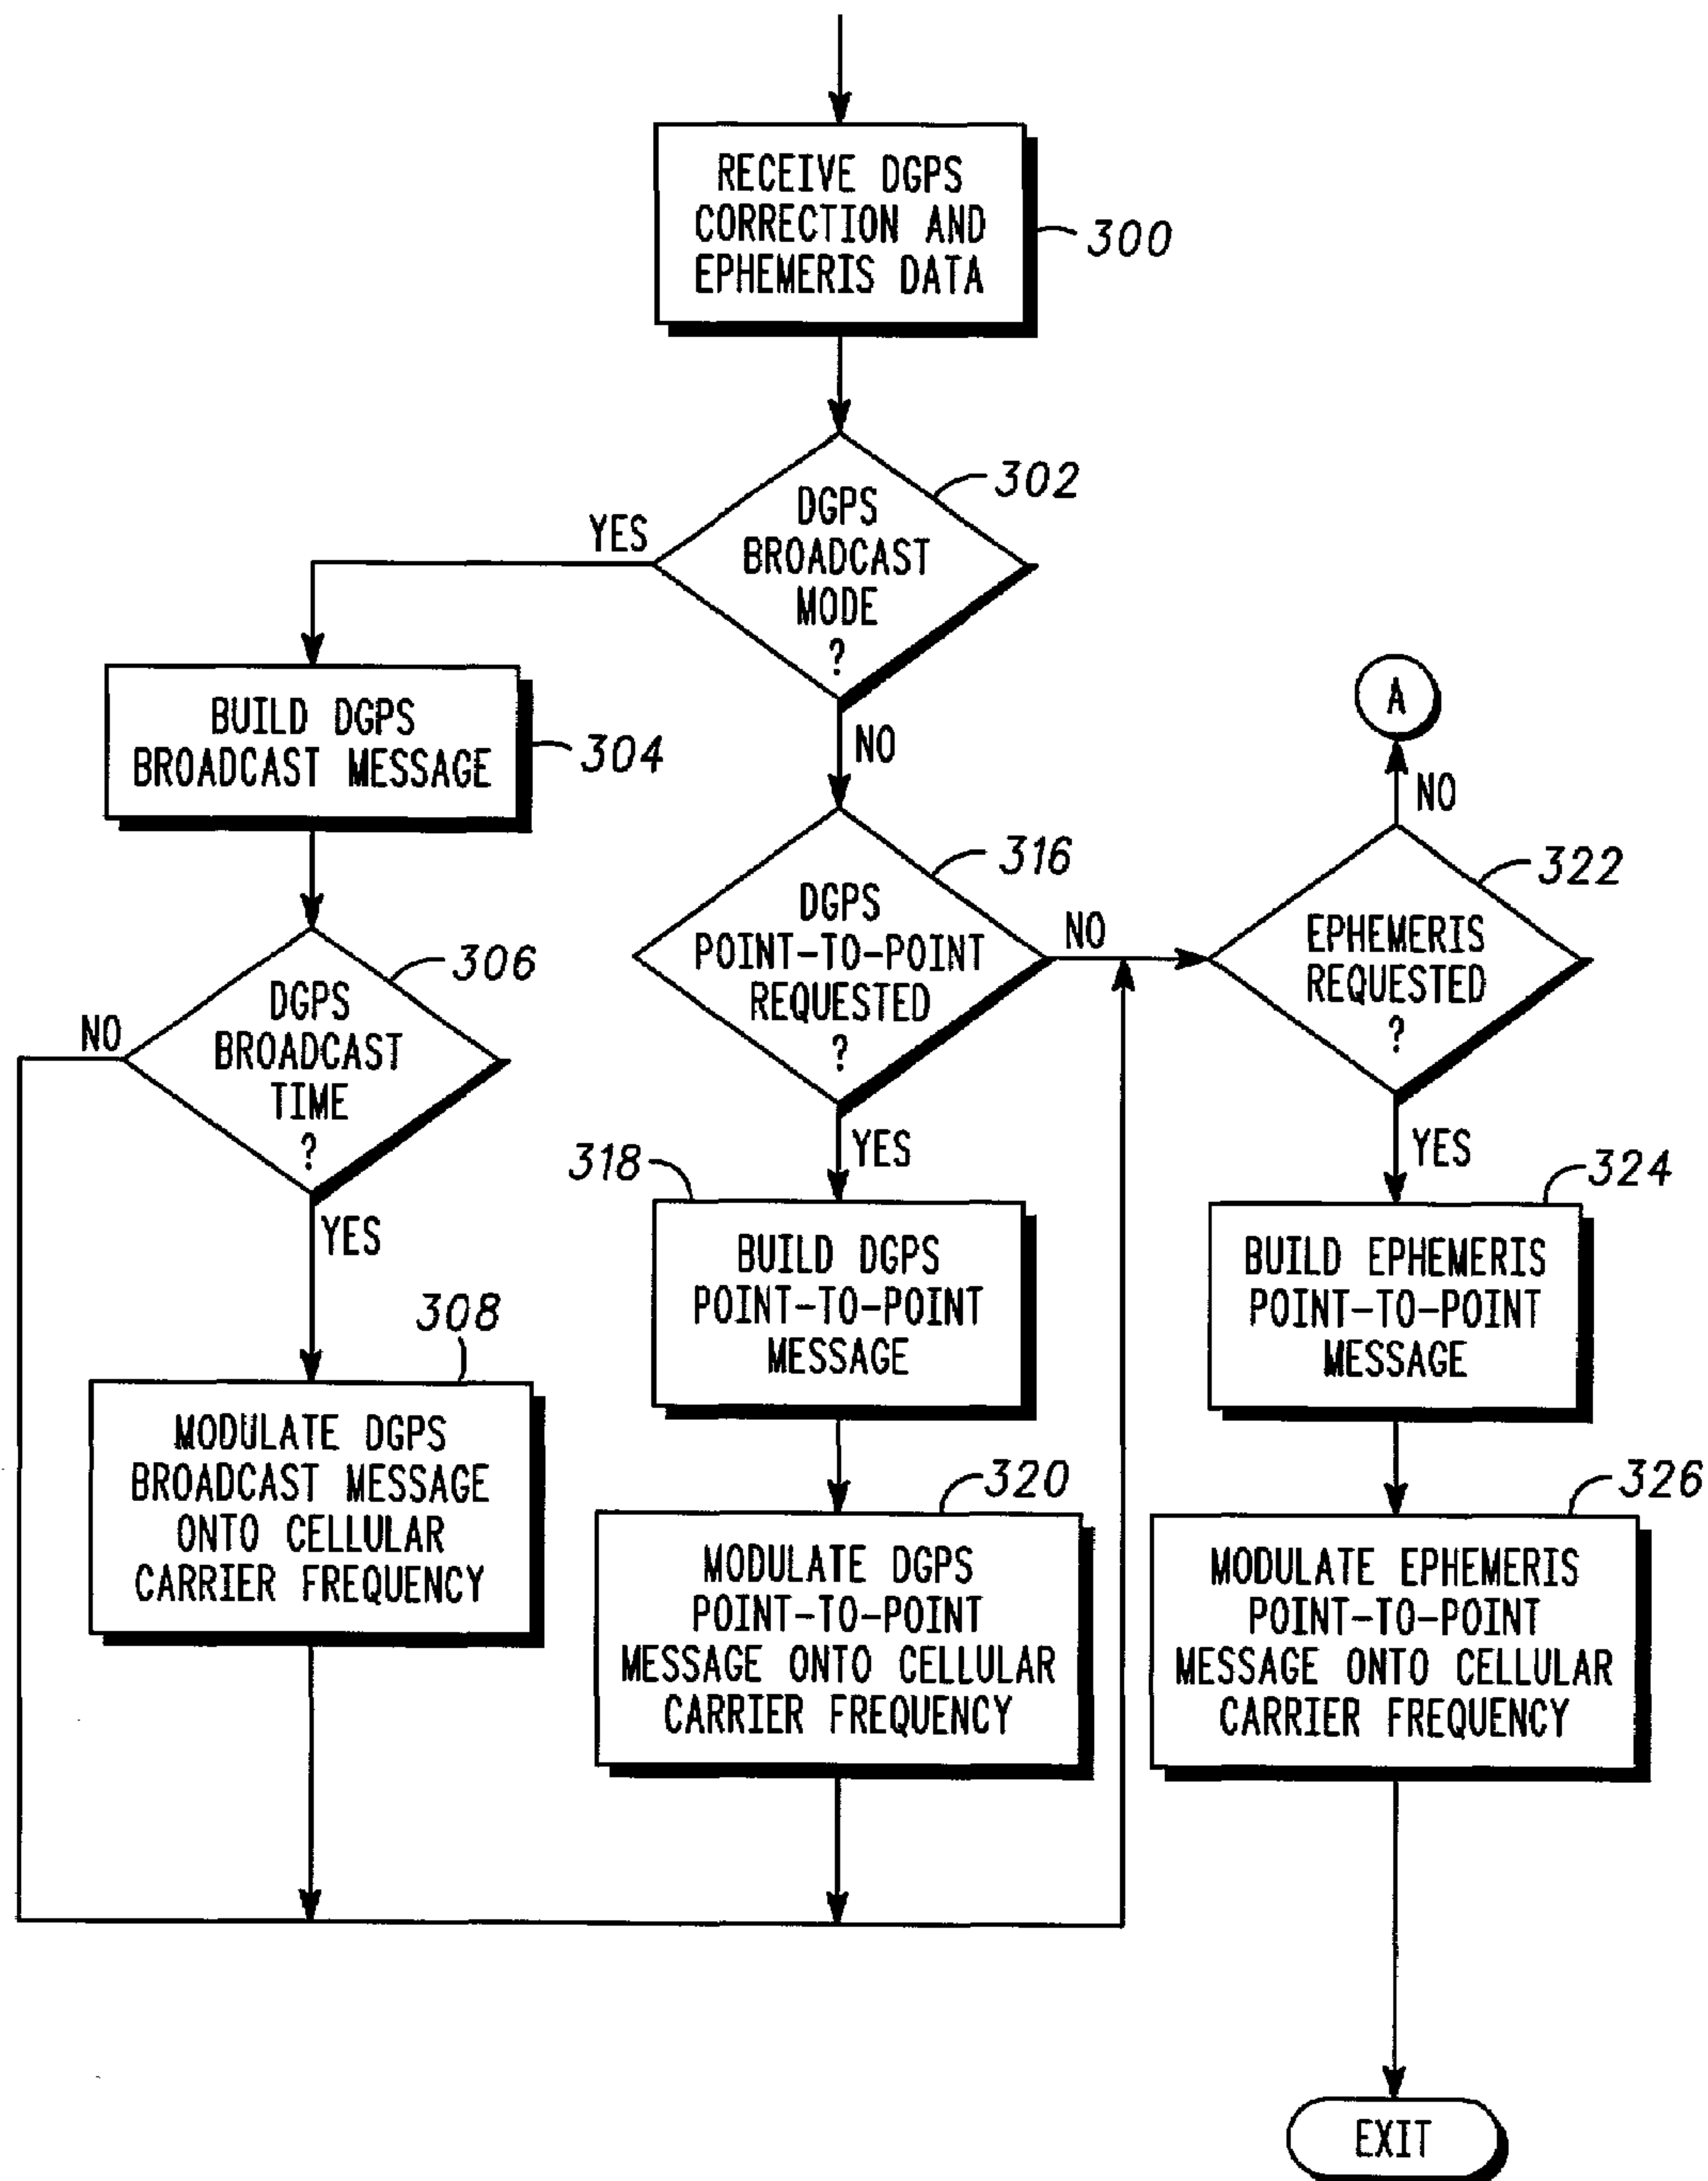 RECEIVE DGPS
CORRECTION AND
EPHEMERIS DATA
300
DGPS
BROADCAST
MODE
?
302
YES
NO
BUILD DGPS
BROADCAST MESSAGE
304
DGPS
BROADCAST
TIME
?
306
NO
YES
MODULATE DGPS
BROADCAST MESSAGE
ONTO CELLULAR
CARRIER FREQUENCY
308
DGPS
POINT-TO-POINT
REQUESTED
?
316
NO
YES
318
BUILD DGPS
POINT-TO-POINT
MESSAGE
320
MODULATE DGPS
POINT-TO-POINT
MESSAGE ONTO CELLULAR
CARRIER FREQUENCY
A
NO
322
EPHEMERIS
REQUESTED
?
YES
324
BUILD EPHEMERIS
POINT-TO-POINT
MESSAGE
326
MODULATE EPHEMERIS
POINT-TO-POINT
MESSAGE ONTO CELLULAR
CARRIER FREQUENCY
EXIT